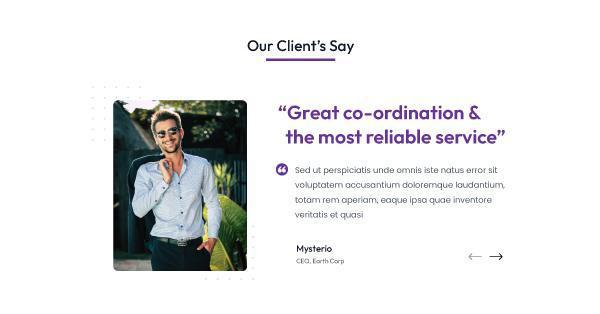 Our Client's Say
“Great co-ordination &
the most reliable service”
Sed ut perspiciatis unde omnis iste natus error sit
voluptatem accusantium doloremque laudantium,
totam rem aperiam, eaque ipsa quae inventore
veritatis et quasi
Mysterio
CEO, Earth Corp